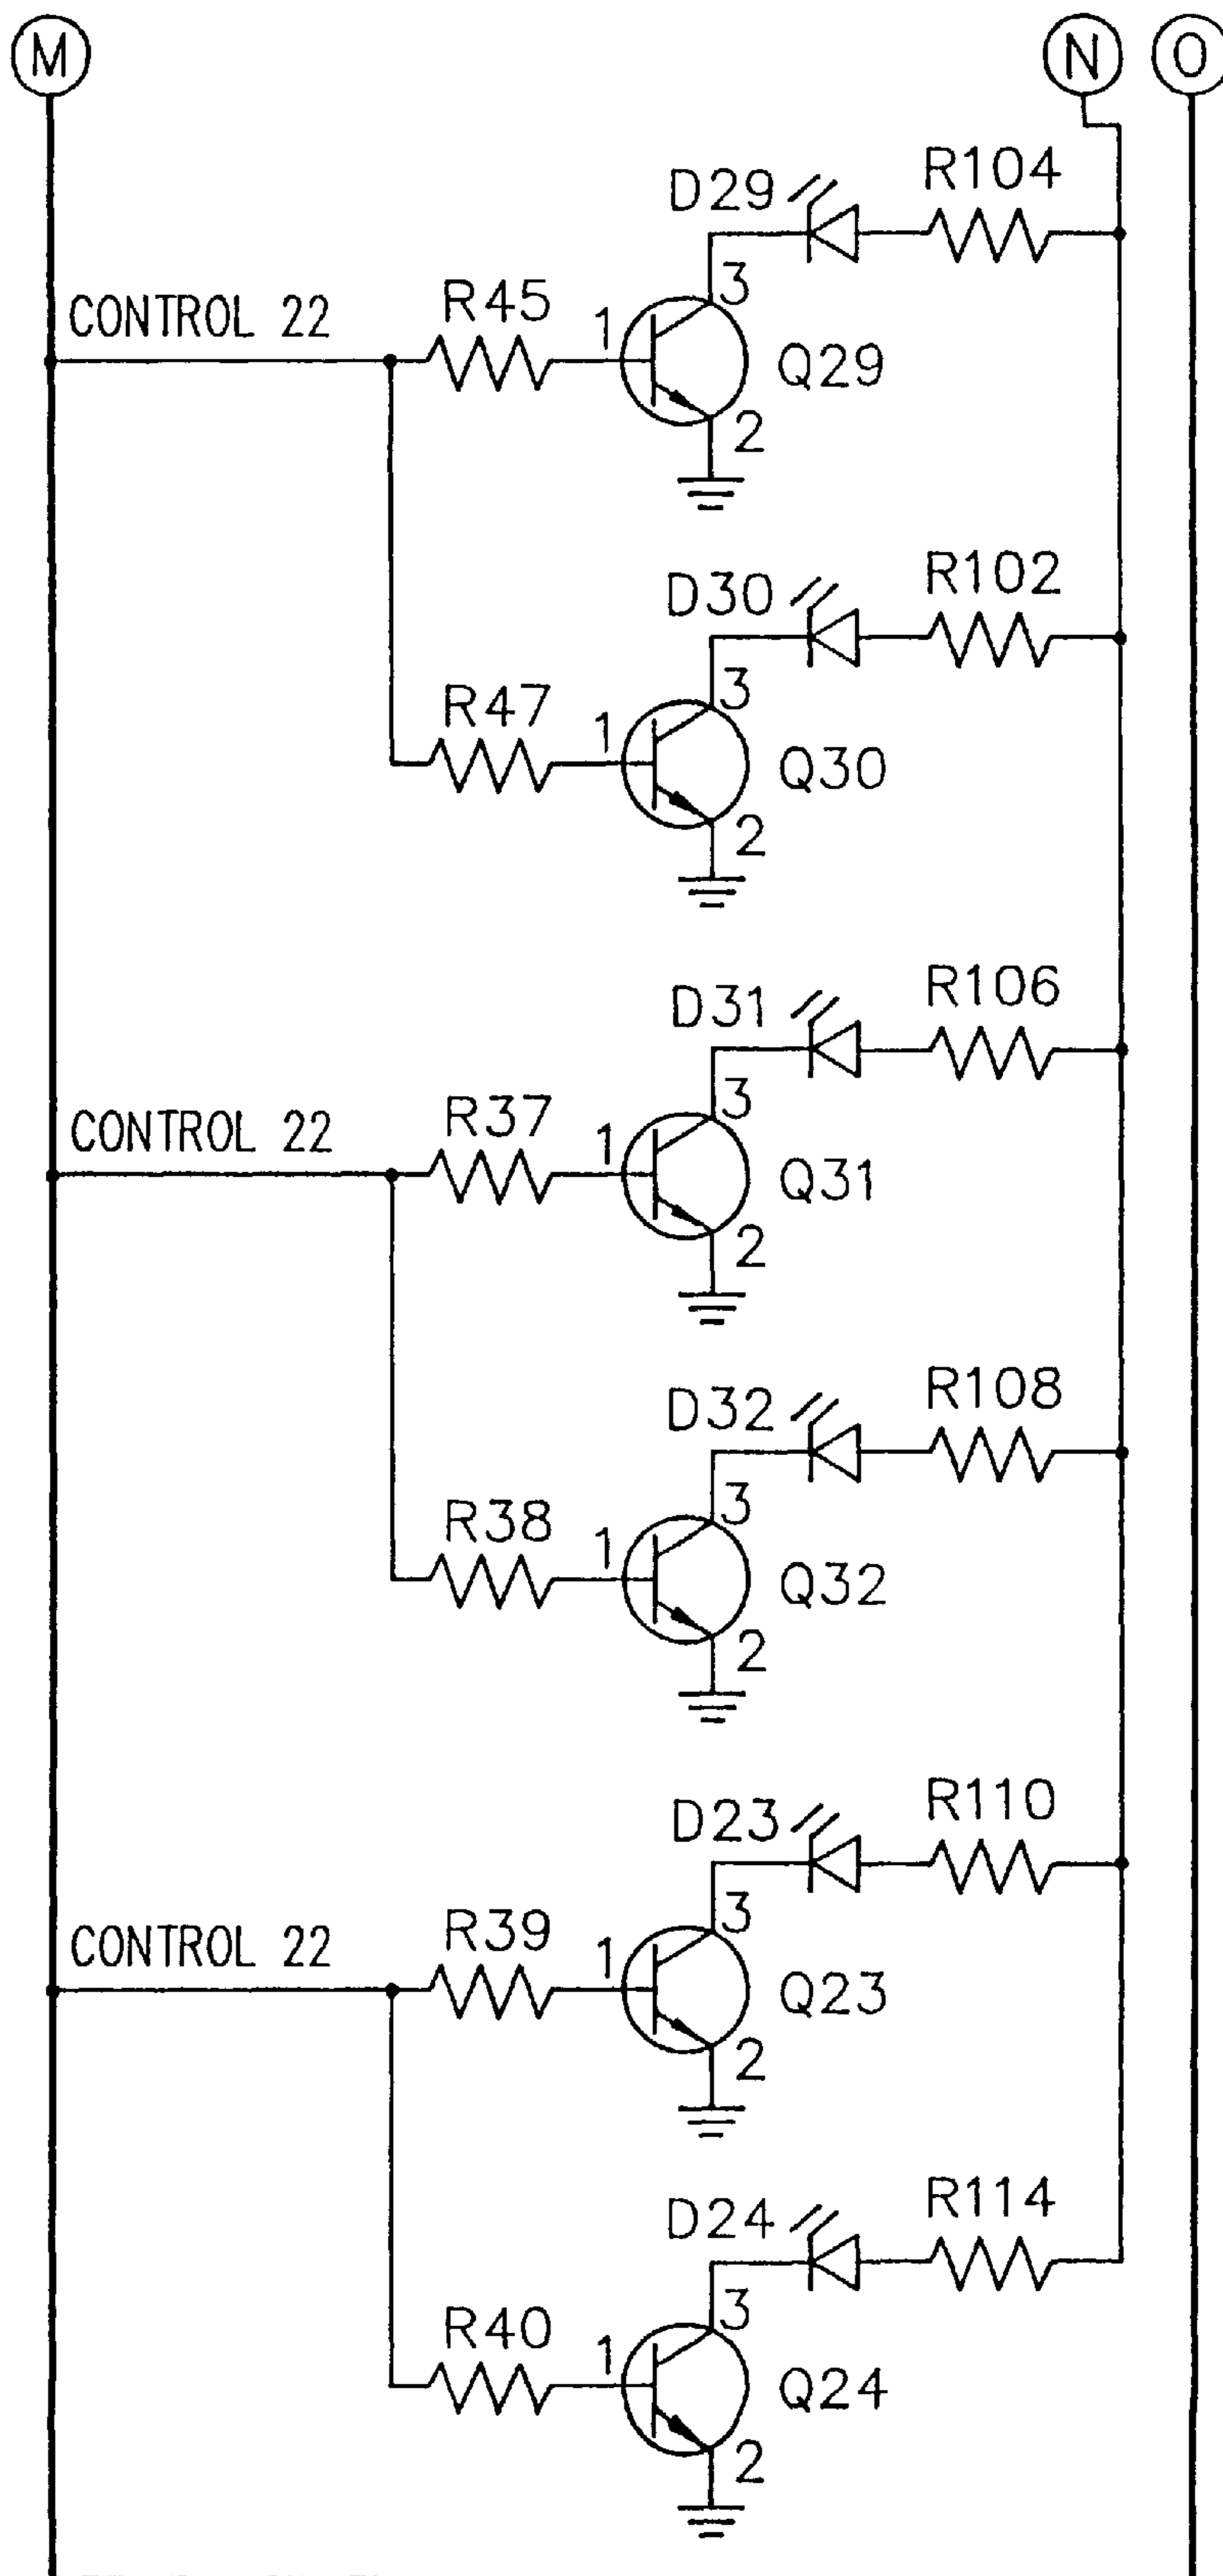 M
N O
R104
D29
3
CONTROL 22
R45
1
Q29
2
R102
D30
3
R47
1
Q30
2
R106
D31
3
CONTROL 22
R37
1
Q31
2
R108
D32
3
R38
1
Q32
2
R110
D23
3
CONTROL 22
R39
1
Q23
2
R114
D24
3
R40
1
Q24
2